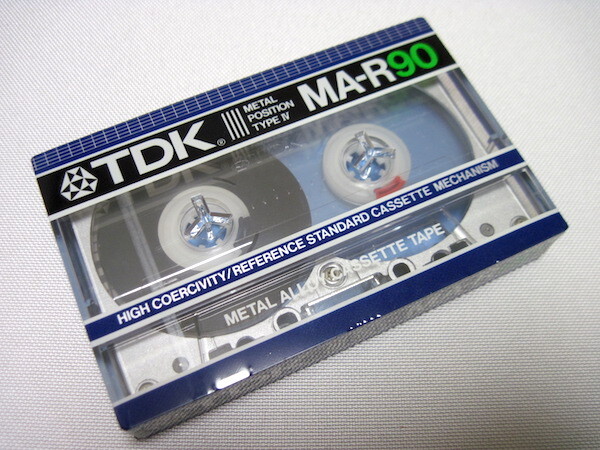 TDK®
METAL
POSITION
TYPE IV
MA-R90
HIGH COERCIVITY/REFERENCE STANDARD CASSETTE MECHANISM
METAL ALLOY CASSETTE TAPE